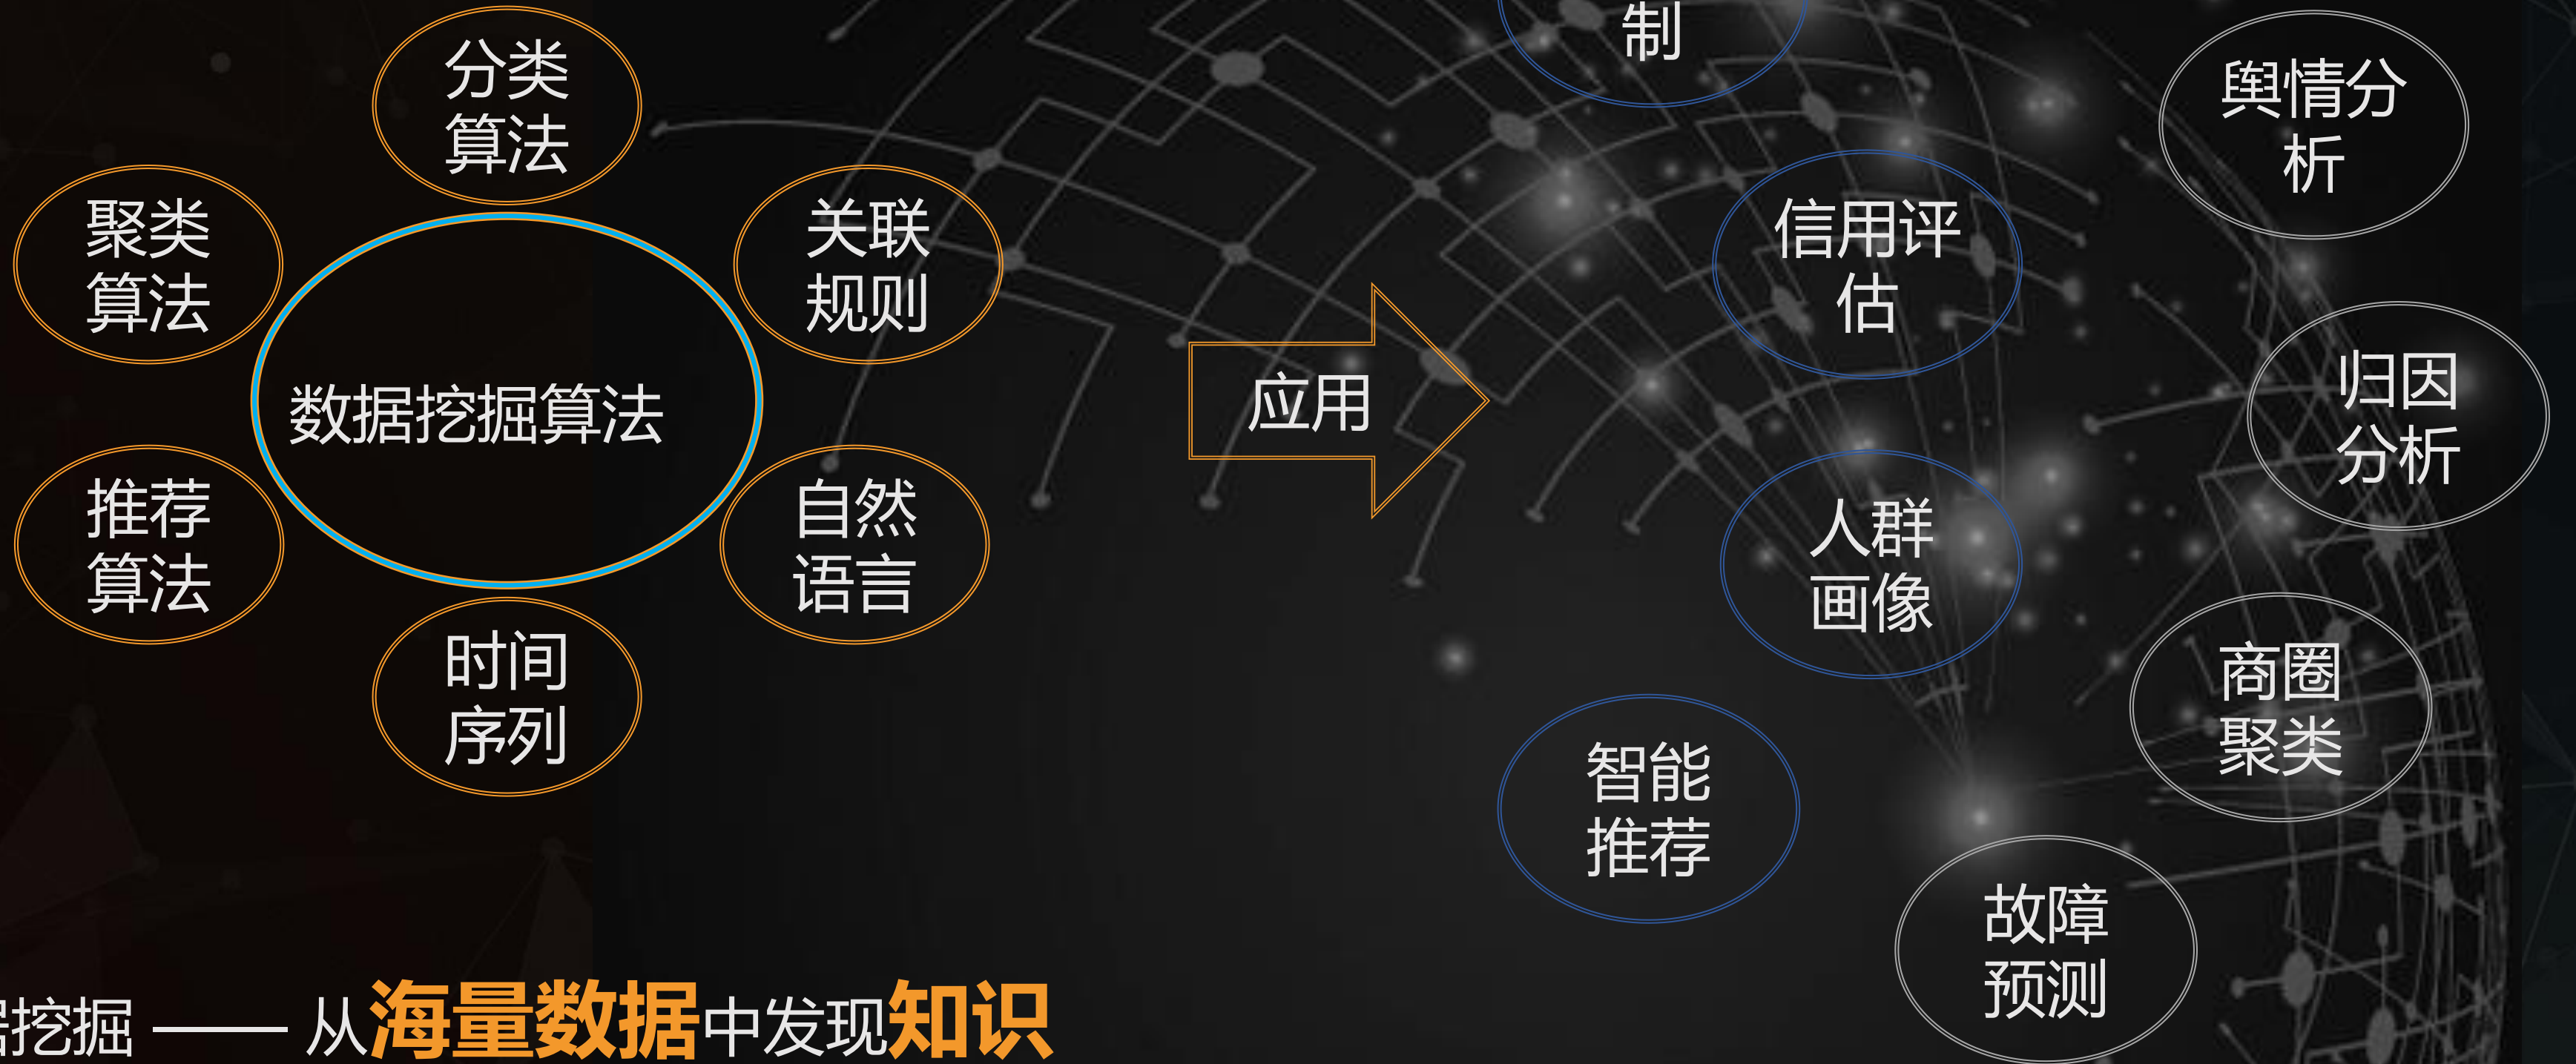 分类
算法
聚类
算法
关联
规则
数据挖掘算法
推荐
算法
自然
语言
时间
序列
应用
制
信用评
估
人群
画像
智能
推荐
舆情分
析
归因
分析
商圈
聚类
故障
预测
挖掘 —— 从海量数据中发现知识